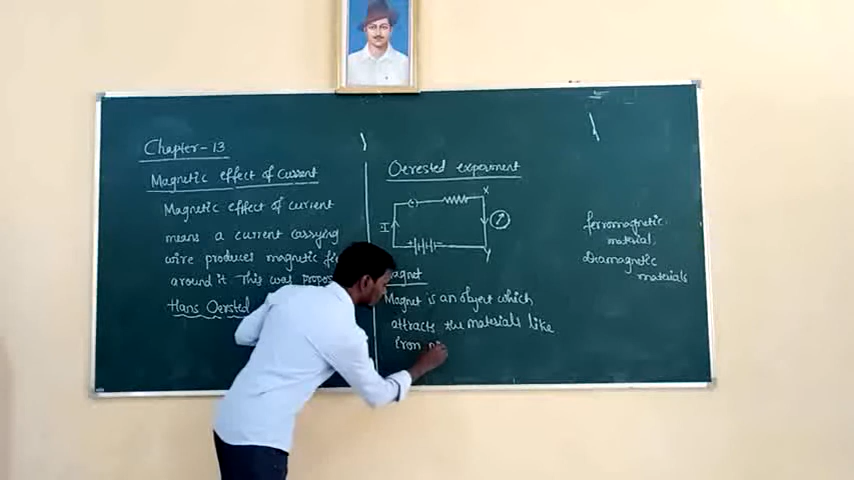 Chapter-13
Magnetic effect of Current
Magnetic effect of current
means a current carrying
wire produces magnetic
around it. This was
Hans Oersted
Oersted experiment
X
I
Y
Magnet is an object which
attracts the materials like
iron
ferromagnetic
material,
diamagnetic
materials